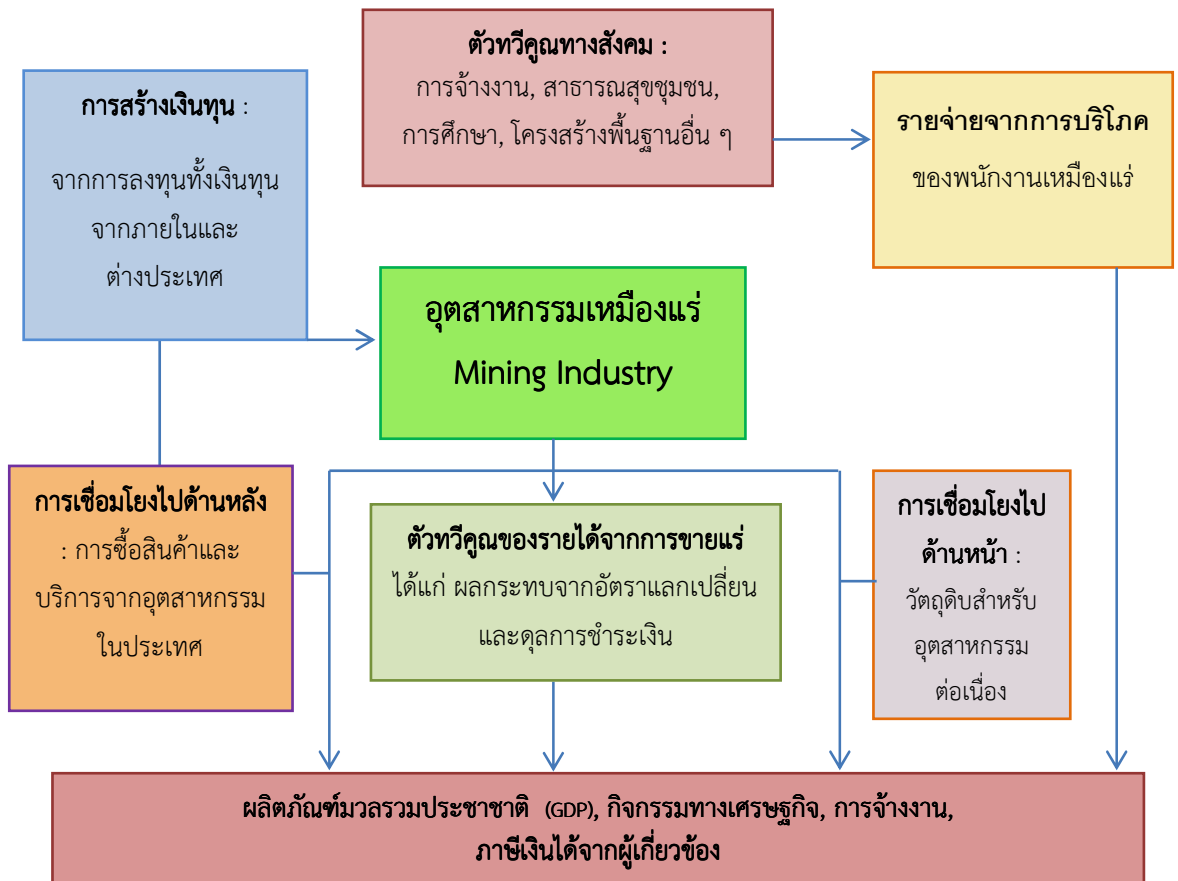 ตัวทวีคูณทางสังคม :
การจ้างงาน, สาธารณสุขชุมชน,
การศึกษา, โครงสร้างพื้นฐานอื่น ๆ
การสร้างเงินทุน :
จากการลงทุนทั้งเงินทุน
จากภายในและ
ต่างประเทศ
รายจ่ายจากการบริโภค
ของพนักงานเหมืองแร่
อุตสาหกรรมเหมืองแร่
Mining Industry
การเชื่อมโยงไปด้านหลัง
: การซื้อสินค้าและ
บริการจากอุตสาหกรรม
ในประเทศ
ตัวทวีคูณของรายได้จากการขายแร่
ได้แก่ ผลกระทบจากอัตราแลกเปลี่ยน
และดุลการชำระเงิน
การเชื่อมโยงไป
ด้านหน้า :
วัตถุดิบสำหรับ
อุตสาหกรรม
ต่อเนื่อง
ผลิตภัณฑ์มวลรวมประชาชาติ (GDP), กิจกรรมทางเศรษฐกิจ, การจ้างงาน,
ภาษีเงินได้จากผู้เกี่ยวข้อง